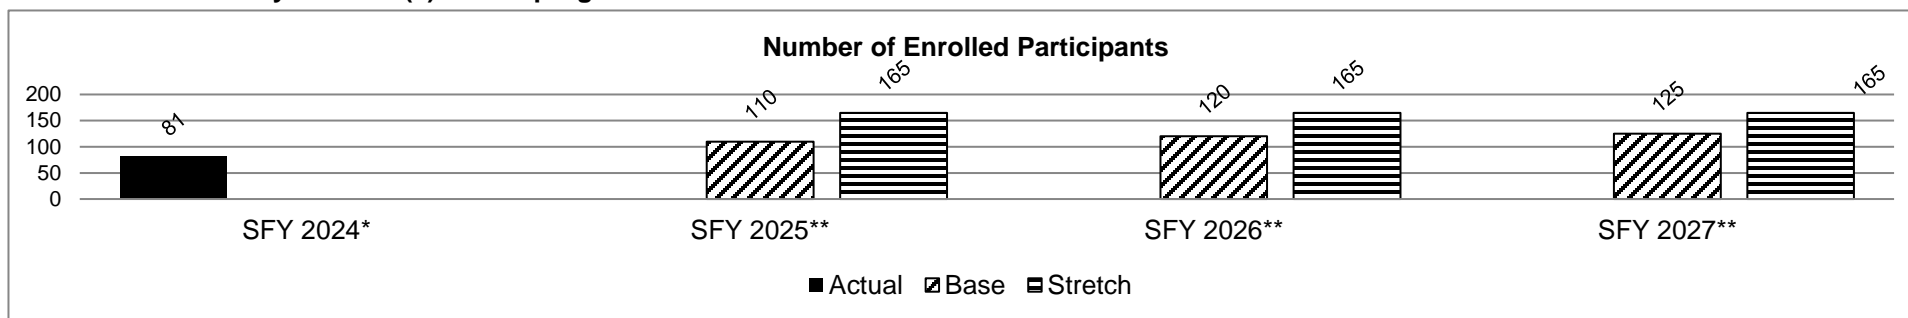 Number of Enrolled Participants
165 165 165
110 120 125
200
81
150
100
50
0
SFY 2024* SFY 2025** SFY 2026** SFY 2027**
Actual Base Stretch